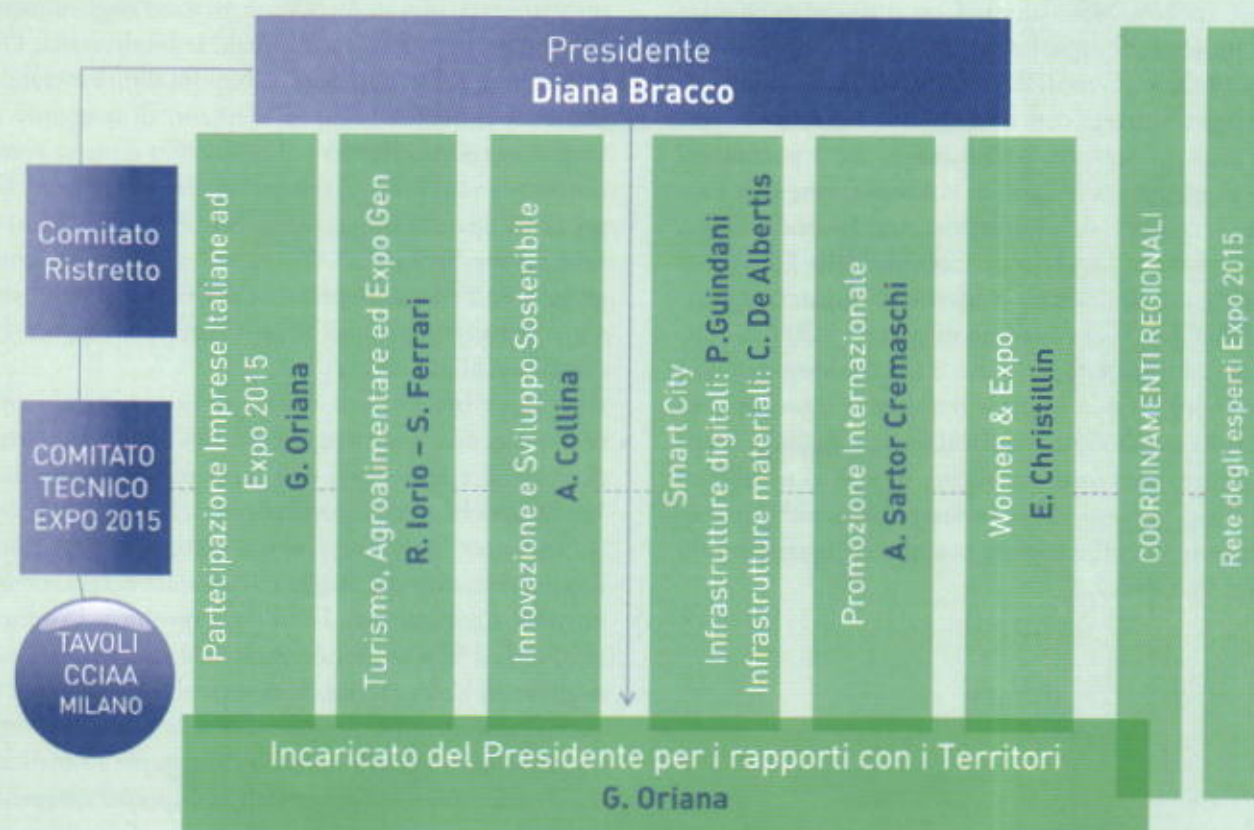 Presidente
Diana Bracco
Comitato
Ristretto
COMITATO
TECNICO
EXPO 2015
TAVOLI
CCIAA
MILANO
Partecipazione Imprese Italiane ad
Expo 2015
G. Oriana
Turismo, Agroalimentare ed Expo Gen
R. Iorio – S. Ferrari
Innovazione e Sviluppo Sostenibile
A. Collina
Smart City
Infrastrutture digitali: P.Guindani
Infrastrutture materiali: C. De Albertis
Promozione Internazionale
A. Sartor Cremaschi
Women & Expo
E. Christillin
COORDINAMENTI REGIONALI
Rete degli esperti Expo 2015
Incaricato del Presidente per i rapporti con i Territori
G. Oriana